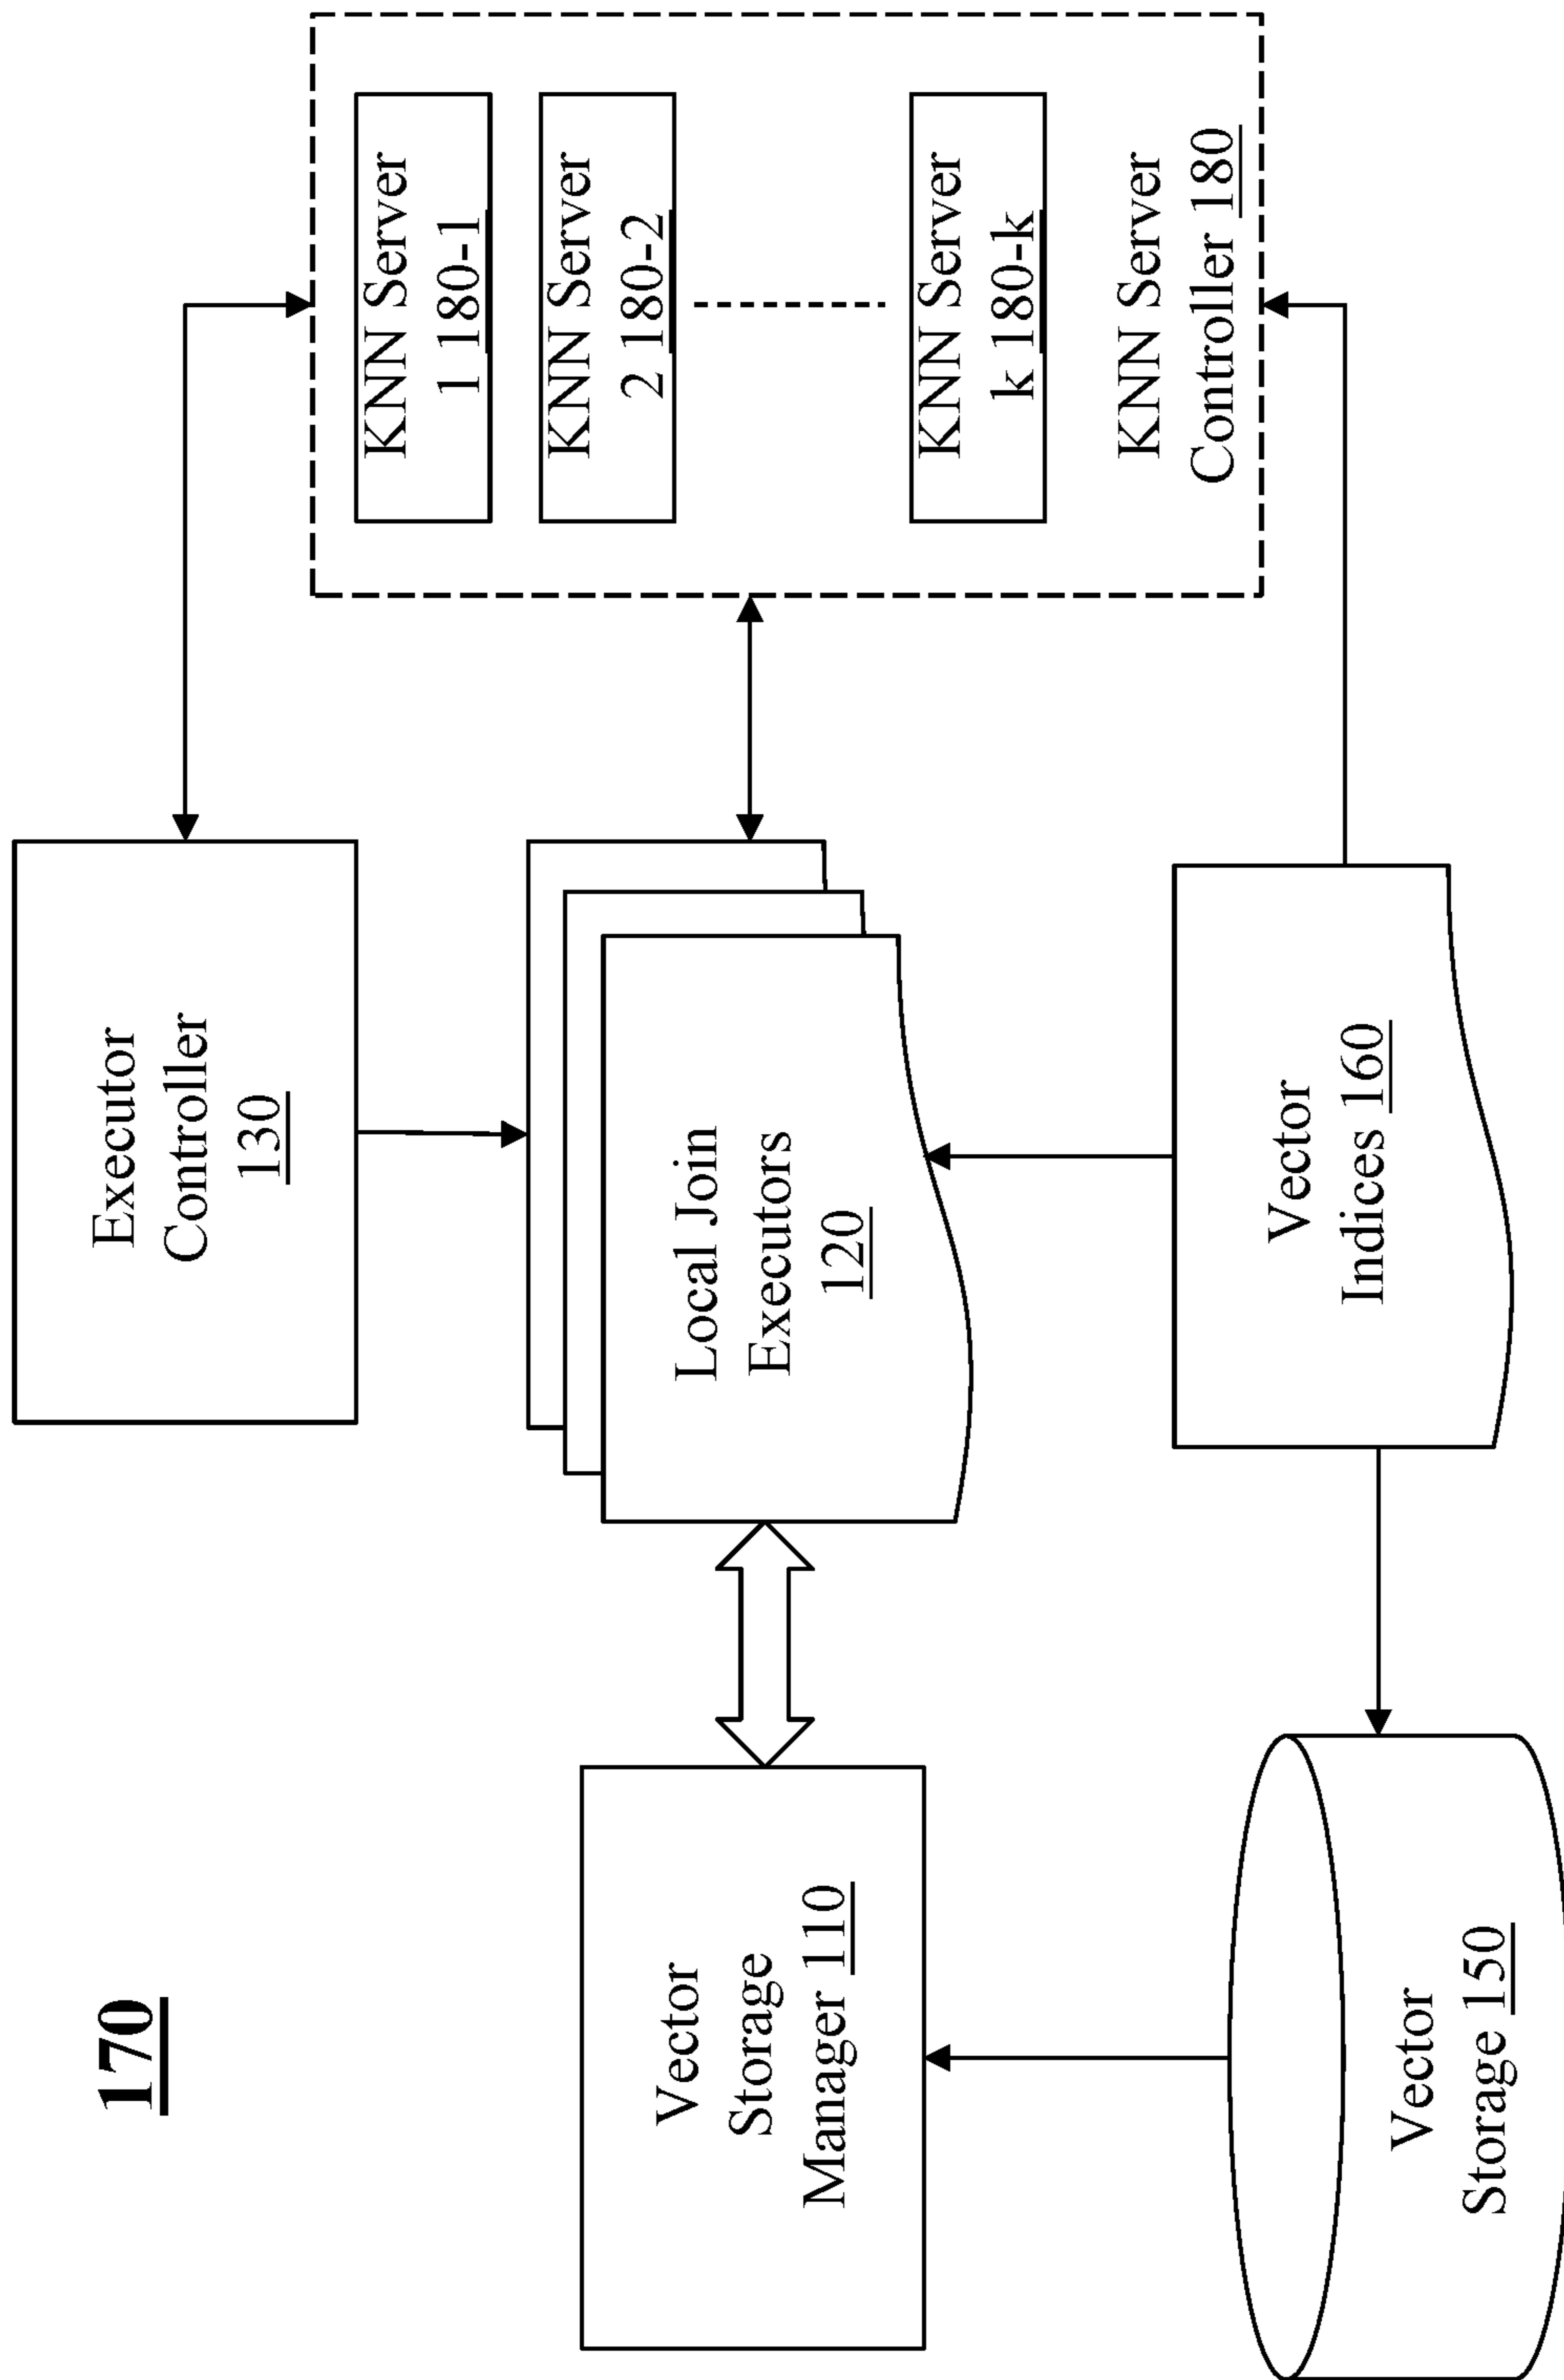 170
Executor
Controller
130
KNN Server
1 180-1
KNN Server
2 180-2
KNN Server
k 180-k
KNN Server
Controller 180
Vector
Storage
Manager 110
Local Join
Executors
120
Vector
Storage 150
Vector
Indices 160